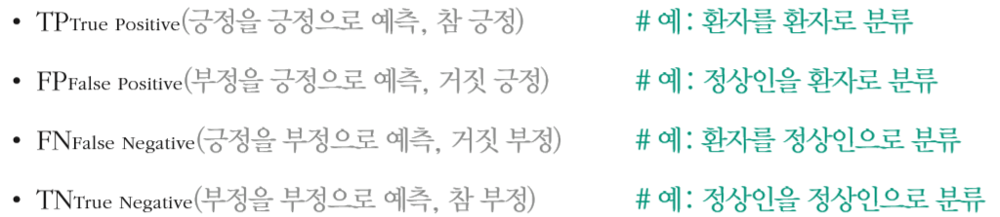 • TPTrue Positive(긍정을 긍정으로 예측, 참 긍정) # 예: 환자를 환자로 분류
• FPFalse Positive(부정을 긍정으로 예측, 거짓 긍정) # 예: 정상인을 환자로 분류
• FNFalse Negative(긍정을 부정으로 예측, 거짓 부정) # 예: 환자를 정상인으로 분류
• TNTrue Negative(부정을 부정으로 예측, 참 부정) # 예: 정상인을 정상인으로 분류